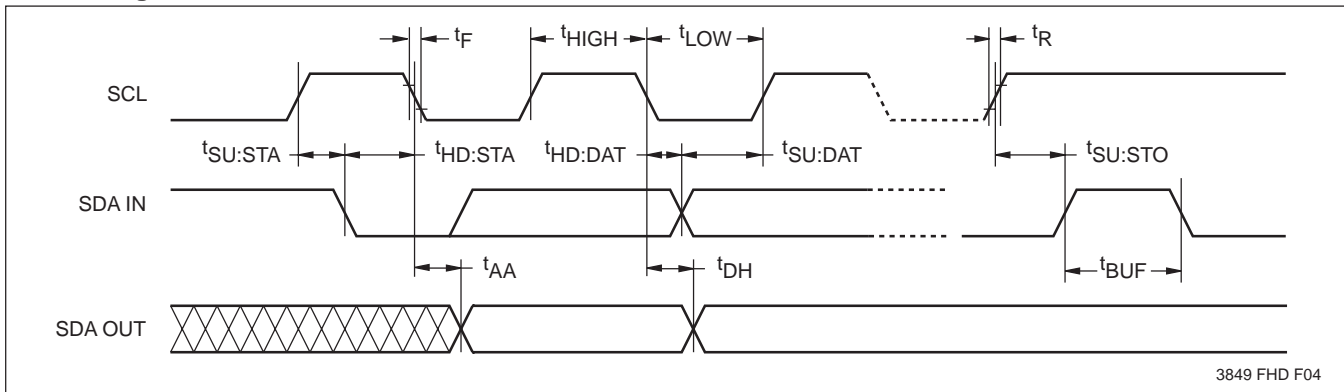 tF
tHIGH
tLOW
tR
SCL
tSU:STA
tHD:STA
tHD:DAT
tSU:DAT
tSU:STO
SDA IN
tAA
tDH
tBUF
SDA OUT
3849 FHD F04